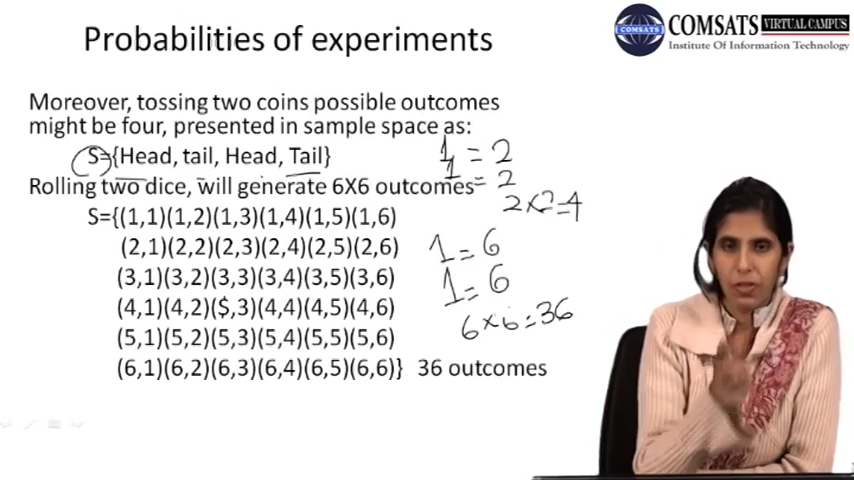 Probabilities of experiments
COMSATS
COMSATS VIRTUAL CAMPUS
Institute Of Information Technology
Moreover, tossing two coins possible outcomes
might be four, presented in sample space as:
S={Head, tail, Head, Tail}
1 = 2
1 = 2
2 x 2 = 4
Rolling two dice, will generate 6X6 outcomes
S={(1,1)(1,2)(1,3)(1,4)(1,5)(1,6)
(2,1)(2,2)(2,3)(2,4)(2,5)(2,6)
1 = 6
(3,1)(3,2)(3,3)(3,4)(3,5)(3,6)
1 = 6
(4,1)(4,2)($,3)(4,4)(4,5)(4,6)
6 x 6 = 36
(5,1)(5,2)(5,3)(5,4)(5,5)(5,6)
(6,1)(6,2)(6,3)(6,4)(6,5)(6,6)} 36 outcomes